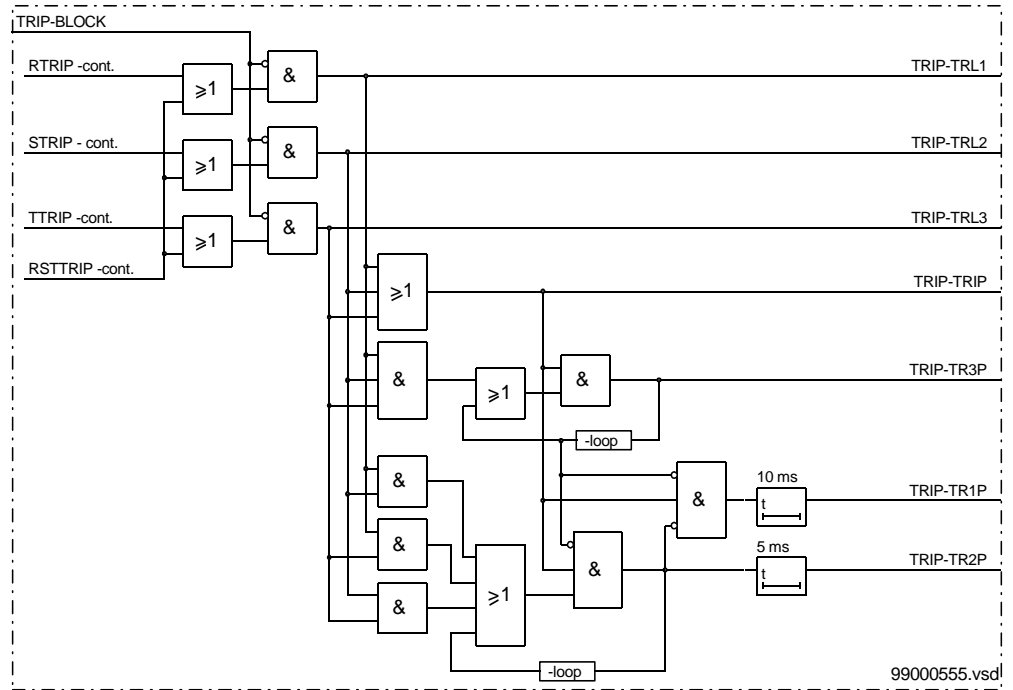 TRIP-BLOCK
RTRIP -cont.
≥1
&
TRIP-TRL1
STRIP - cont.
≥1
&
TRIP-TRL2
TTRIP -cont.
≥1
&
TRIP-TRL3
RSTTRIP -cont.
≥1
TRIP-TRIP
&
≥1
&
TRIP-TR3P
-loop
&
&
10 ms
t
TRIP-TR1P
&
&
5 ms
t
TRIP-TR2P
&
≥1
-loop
99000555.vsd